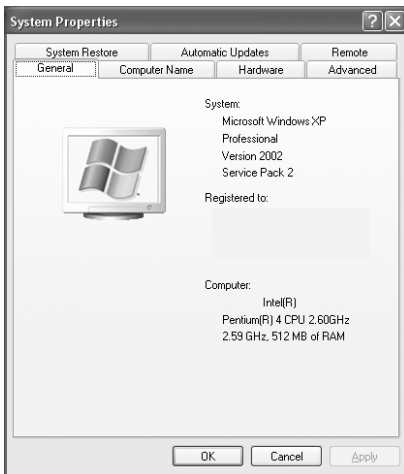 System Properties
System Restore Automatic Updates Remote
General Computer Name Hardware Advanced
System:
Microsoft Windows XP
Professional
Version 2002
Service Pack 2
Registered to:
Computer:
Intel(R)
Pentium(R) 4 CPU 2.60GHz
2.59 GHz, 512 MB of RAM
OK Cancel Apply